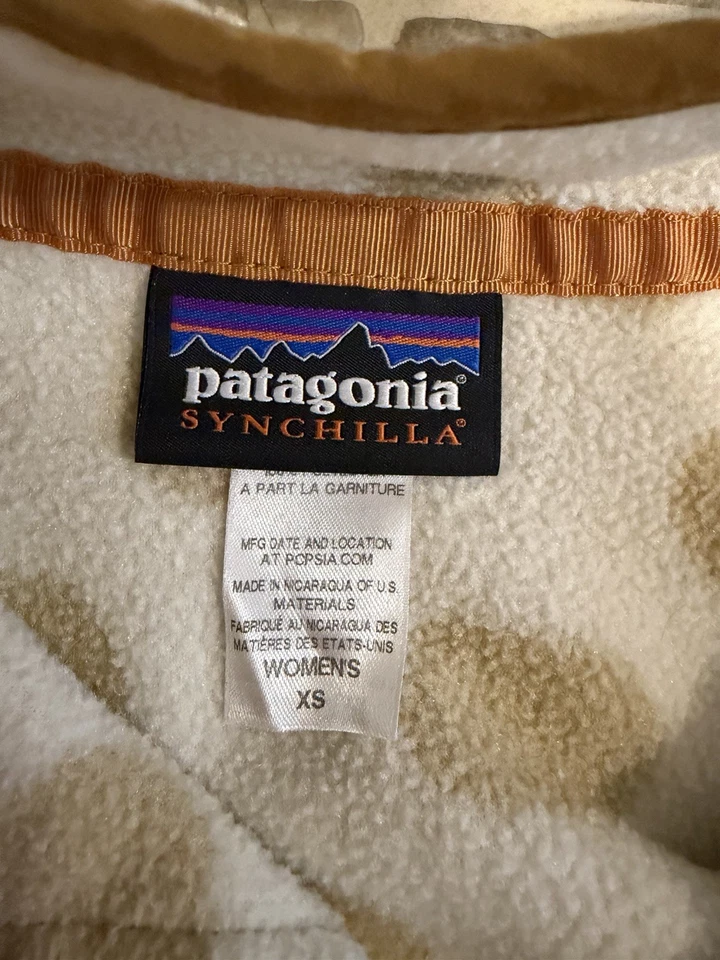 patagonia®
SYNCHILLA®
A PART LA GARNITURE
MFG DATE AND LOCATION
AT PCPSIA.COM
MADE IN NICARAGUA OF U.S.
MATERIALS
FABRIQUÉ AU NICARAGUA DES
MATIÈRES DES ETATS-UNIS
WOMEN'S
XS